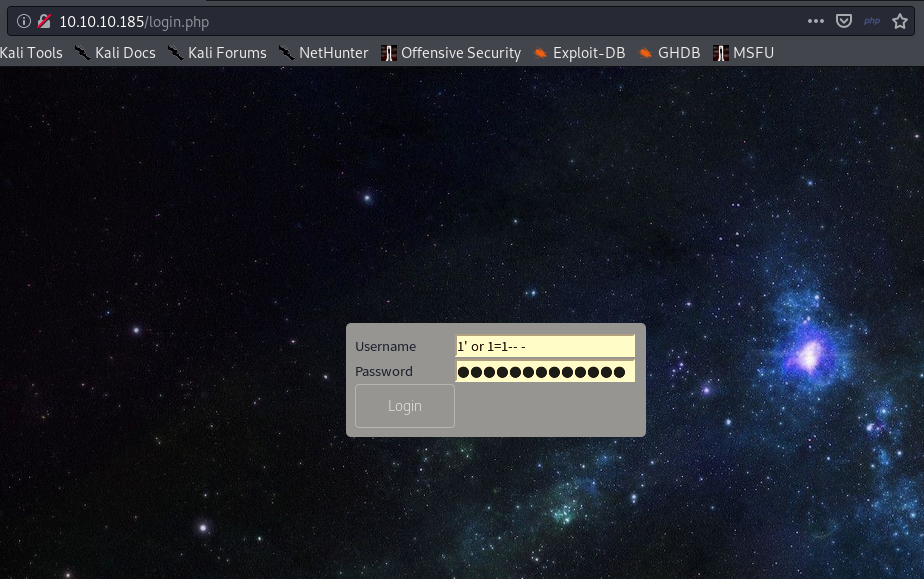 10.10.10.185/login.php
php
Kali Tools Kali Docs Kali Forums NetHunter Offensive Security Exploit-DB GHDB MSFU
Username 1' or 1=1-- -
Password ●●●●●●●●●●●●●
Login